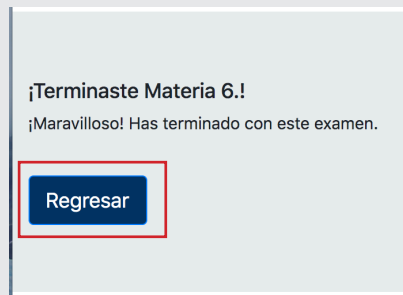 ¡Terminaste Materia 6.!
¡Maravilloso! Has terminado con este examen.
Regresar